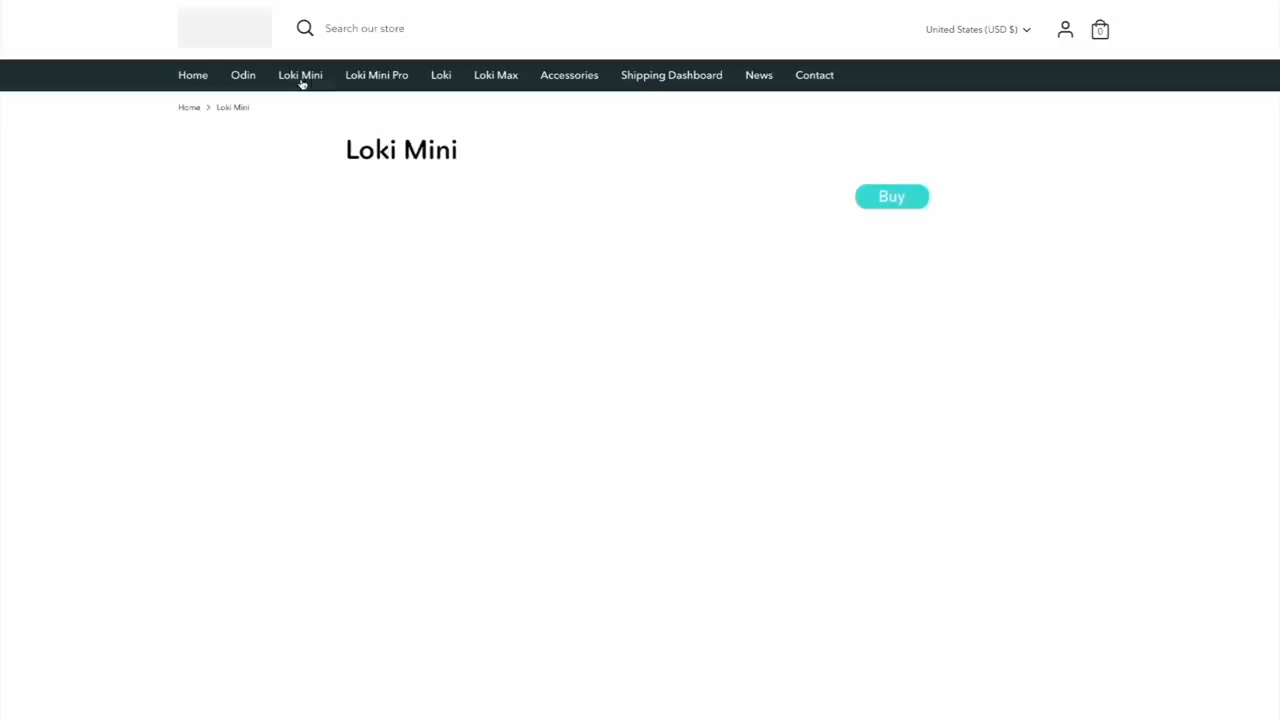 Search our store
United States (USD $)
0
Home Odin Loki Mini Loki Mini Pro Loki Loki Max Accessories Shipping Dashboard News Contact
Home > Loki Mini
Loki Mini
Buy